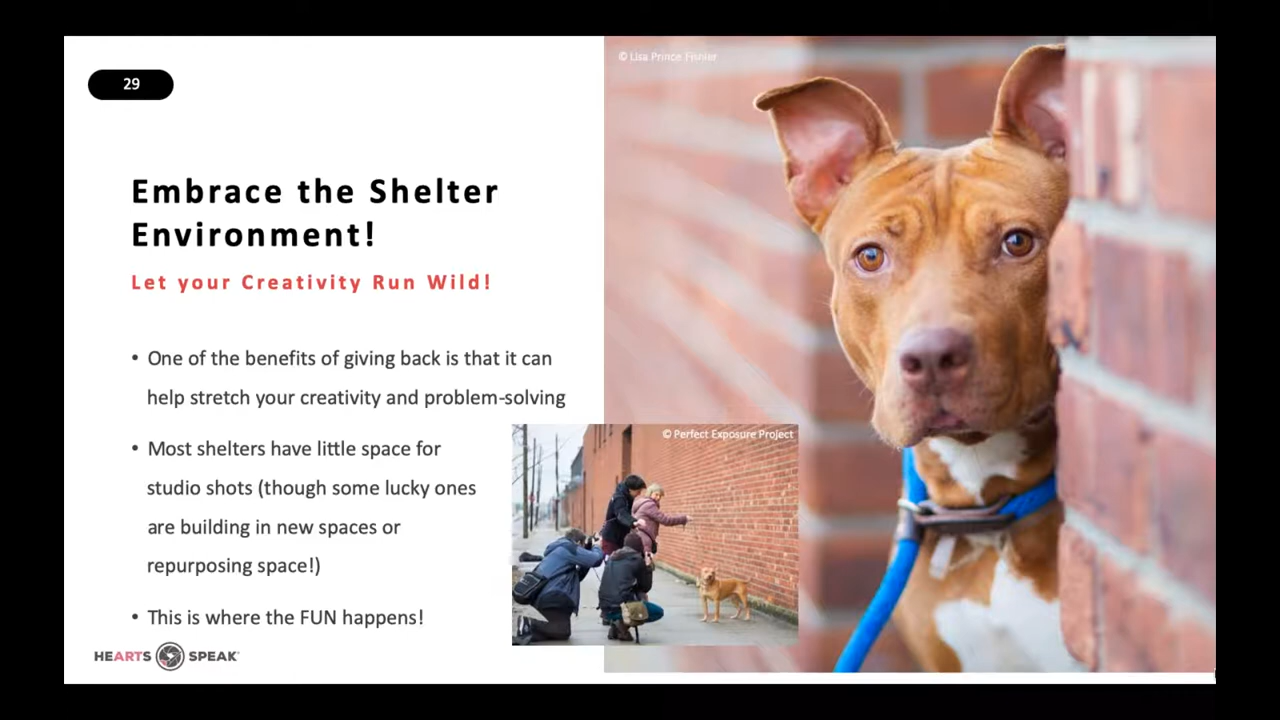 29
© Lisa Prince Fishler
Embrace the Shelter
Environment!
Let your Creativity Run Wild!
• One of the benefits of giving back is that it can
help stretch your creativity and problem-solving
• Most shelters have little space for
studio shots (though some lucky ones
are building in new spaces or
repurposing space!)
• This is where the FUN happens!
© Perfect Exposure Project
HEARTS SPEAK